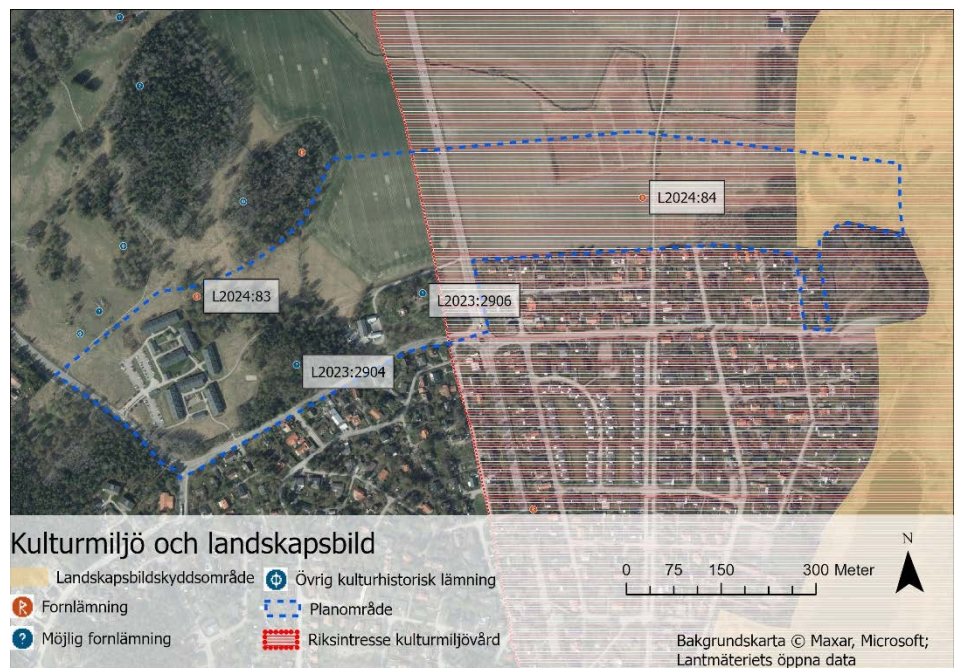 L2024:84
L2024:83
L2023:2906
L2023:2904
Kulturmiljö och landskapsbild
Landskapsbildskyddsområde
Övrig kulturhistorisk lämning
Fornlämning
Planområde
Möjlig fornlämning
Riksintresse kulturmiljövård
N
0 75 150 300 Meter
Bakgrundskarta © Maxar, Microsoft;
Lantmäteriets öppna data